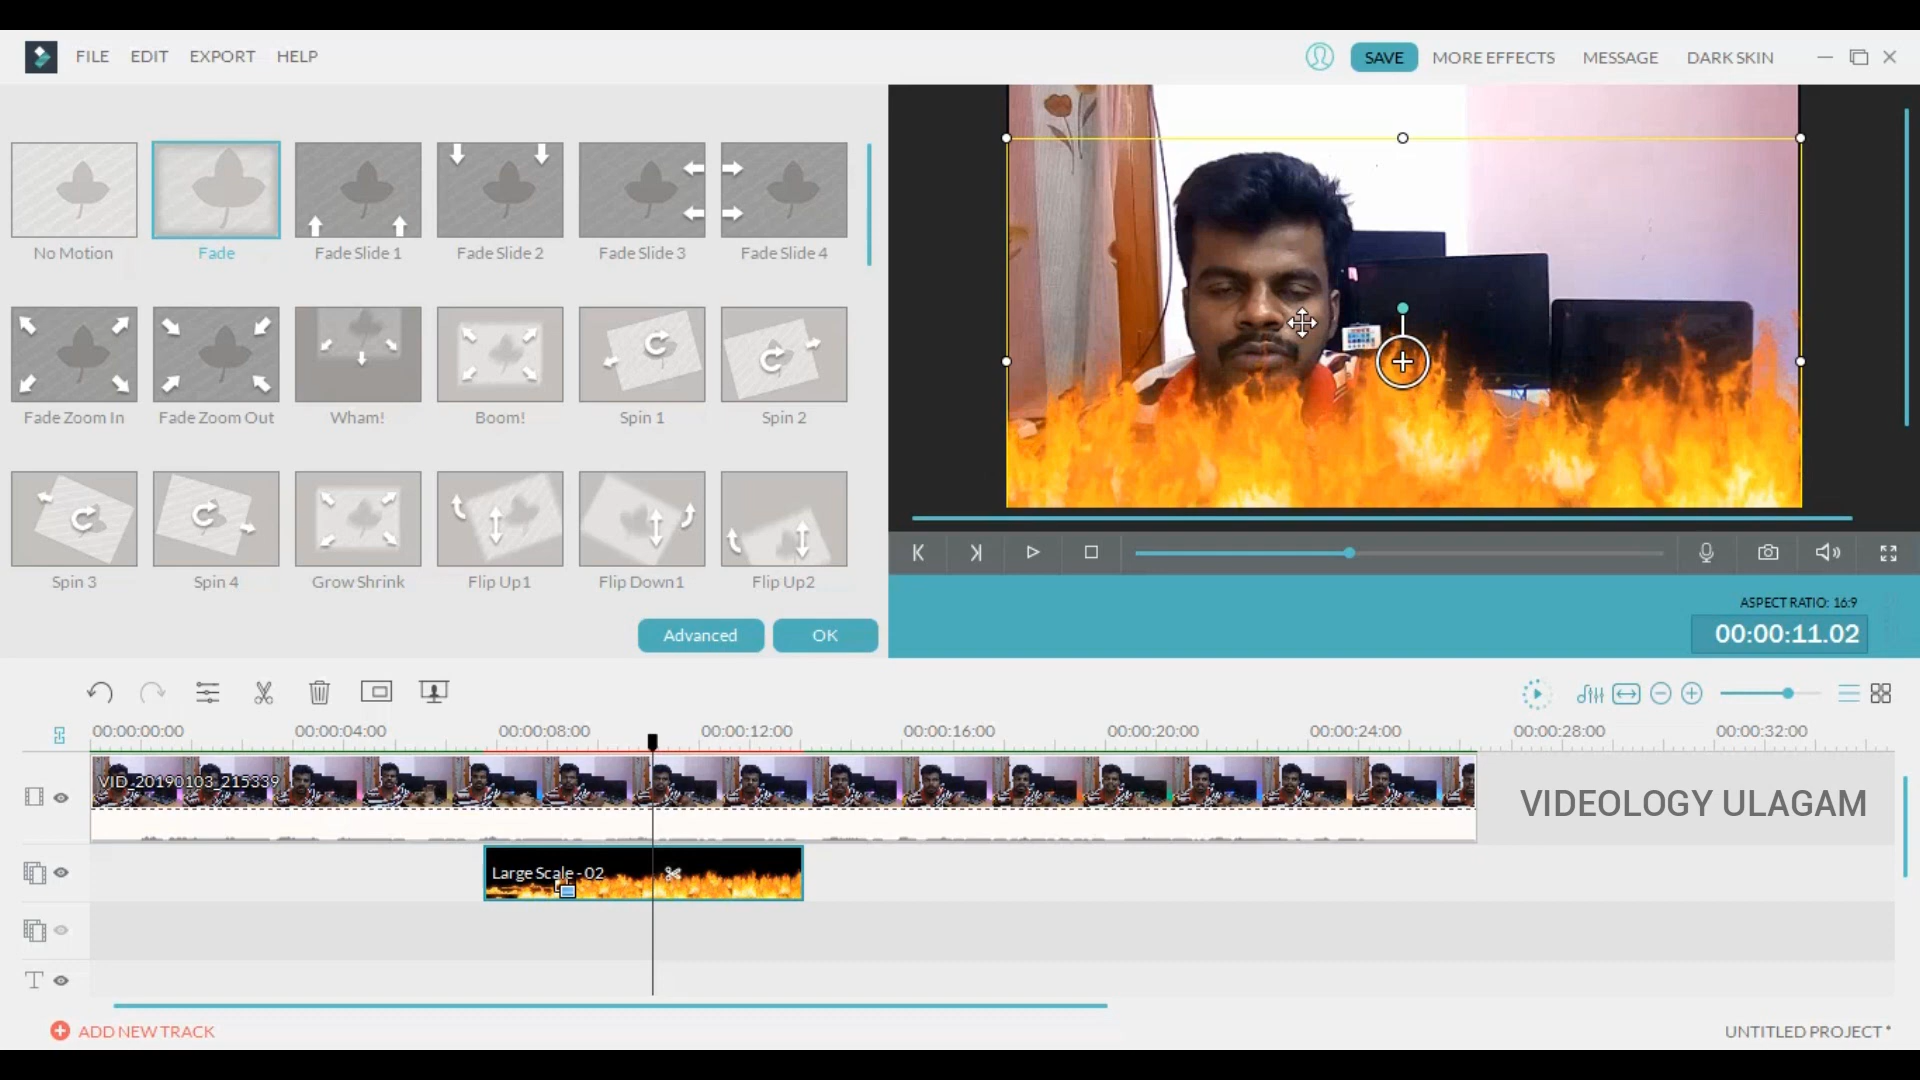 FILE EDIT EXPORT HELP
SAVE MORE EFFECTS MESSAGE DARK SKIN
No Motion Fade Fade Slide 1 Fade Slide 2 Fade Slide 3 Fade Slide 4
Fade Zoom In Fade Zoom Out Wham! Boom! Spin 1 Spin 2
Spin 3 Spin 4 Grow Shrink Flip Up1 Flip Down1 Flip Up2
Advanced OK
ASPECT RATIO: 16:9
00:00:11.02
00:00:00:00 00:00:04:00 00:00:08:00 00:00:12:00 00:00:16:00 00:00:20:00 00:00:24:00 00:00:28:00 00:00:32:00
VID_20190103_215339
VIDEOLOGY ULAGAM
Large Scale - 02
ADD NEW TRACK
UNTITLED PROJECT *